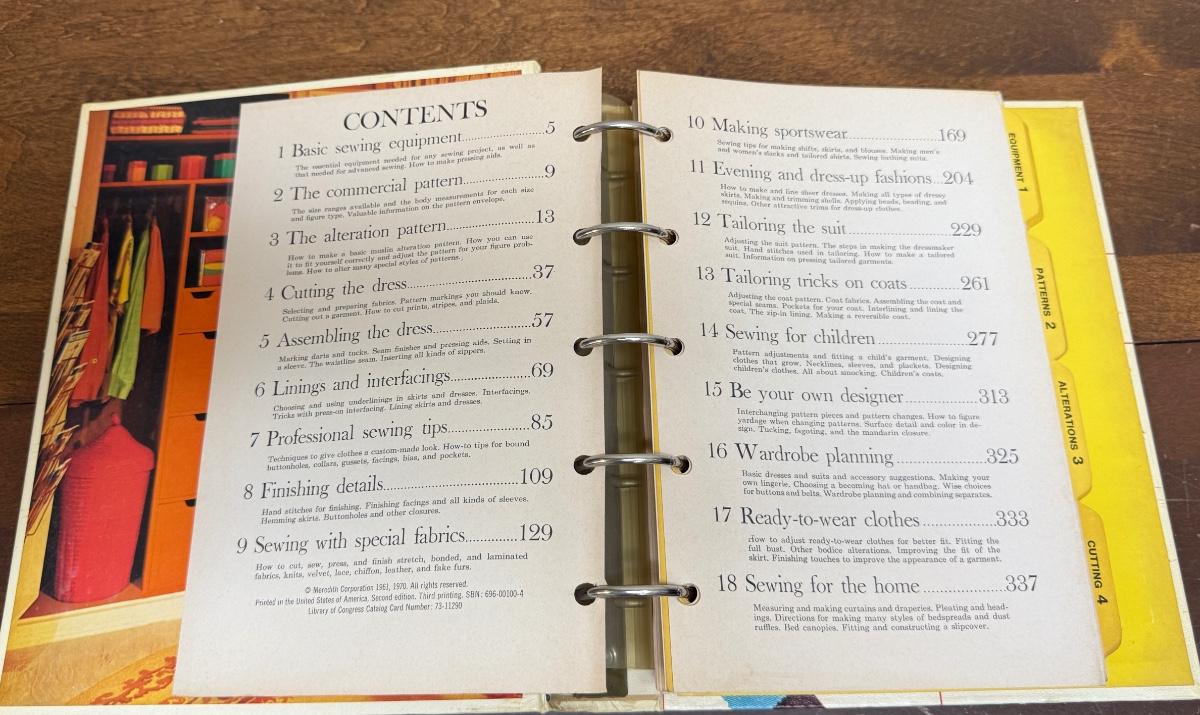 CONTENTS
1 Basic sewing equipment..................5
The essential equipment needed for any sewing project, as well as
that needed for advanced sewing. How to make pressing aids.
2 The commercial pattern..................9
The size ranges available and the body measurements for each size
and figure type. Valuable information on the pattern envelope.
3 The alteration pattern..................13
How to make a basic muslin alteration pattern. How you can use
it to fit yourself correctly and adjust the pattern for your figure prob-
lems. How to alter many special styles of patterns.
4 Cutting the dress..................37
Selecting and preparing fabrics. Pattern markings you should know.
Cutting out a garment. How to cut prints, stripes, and plaids.
5 Assembling the dress..................57
Marking darts and tucks. Seam finishes and pressing aids. Setting in
a sleeve. The waistline seam. Inserting all kinds of zippers.
6 Linings and interfacings..................69
Choosing and using underlinings in skirts and dresses. Interfacings.
Tricks with press-on interfacing. Lining skirts and dresses.
7 Professional sewing tips..................85
Techniques to give clothes a custom-made look. How-to tips for bound
buttonholes, collars, gussets, facings, bias, and pockets.
8 Finishing details..................109
Hand stitches for finishing. Finishing facings and all kinds of sleeves.
Hemming skirts. Buttonholes and other closures.
9 Sewing with special fabrics............129
How to cut, sew, press, and finish stretch, bonded, and laminated
fabrics, knits, velvet, lace, chiffon, leather, and fake furs.
© Meredith Corporation 1961, 1970. All rights reserved.
Printed in the United States of America. Second edition. Third printing. SBN: 696-00100-4
Library of Congress Catalog Card Number: 73-11290
10 Making sportswear..................169
Sewing tips for making shifts, skirts, and blouses. Making men's
and women's slacks and tailored shirts. Sewing bathing suits.
11 Evening and dress-up fashions...204
How to make and line sheer dresses. Making all types of dressy
skirts. Making and trimming shells. Applying beads, beading, and
sequins. Other attractive trims for dress-up clothes.
12 Tailoring the suit..................229
Adjusting the suit pattern. The steps in making the dressmaker
suit. Hand stitches used in tailoring. How to make a tailored
suit. Information on pressing tailored garments.
13 Tailoring tricks on coats.........261
Adjusting the coat pattern. Coat fabrics. Assembling the coat and
special seams. Pockets for your coat. Interlining and lining the
coat. The zip-in lining. Making a reversible coat.
14 Sewing for children..................277
Pattern adjustments and fitting a child's garment. Designing
clothes that grow. Necklines, sleeves, and plackets. Designing
children's clothes. All about smocking. Children's coats.
15 Be your own designer............313
Interchanging pattern pieces and pattern changes. How to figure
yardage when changing patterns. Surface detail and color in de-
sign. Tucking, fagoting, and the mandarin closure.
16 Wardrobe planning..................325
Basic dresses and suits and accessory suggestions. Making your
own lingerie. Choosing a becoming hat or handbag. Wise choices
for buttons and belts. Wardrobe planning and combining separates.
17 Ready-to-wear clothes...............333
How to adjust ready-to-wear clothes for better fit. Fitting the
full bust. Other bodice alterations. Improving the fit of the
skirt. Finishing touches to improve the appearance of a garment.
18 Sewing for the home..................337
Measuring and making curtains and draperies. Pleating and head-
ings. Directions for making many styles of bedspreads and dust
ruffles. Bed canopies. Fitting and constructing a slipcover.
EQUIPMENT 1
PATTERNS 2
ALTERATIONS 3
CUTTING 4